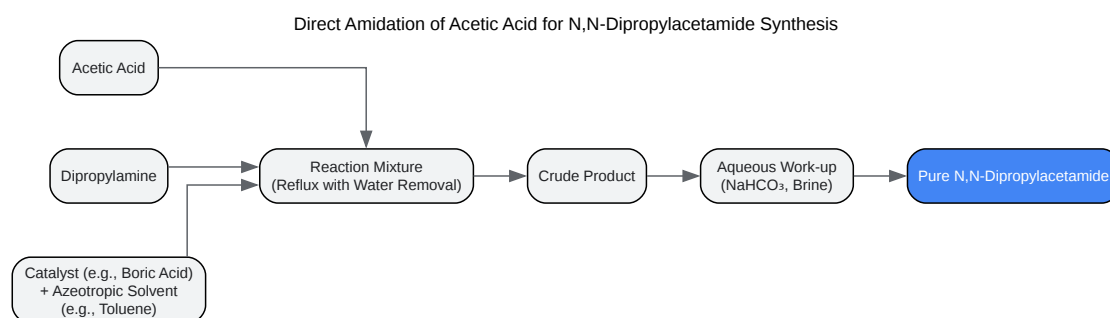 Direct Amidation of Acetic Acid for N,N-Dipropylacetamide Synthesis
Acetic Acid
Dipropylamine
Reaction Mixture
(Reflux with Water Removal)
Crude Product
Aqueous Work-up
(NaHCO₃, Brine)
Pure N,N-Dipropylacetamide
Catalyst (e.g., Boric Acid)
+ Azeotropic Solvent
(e.g., Toluene)